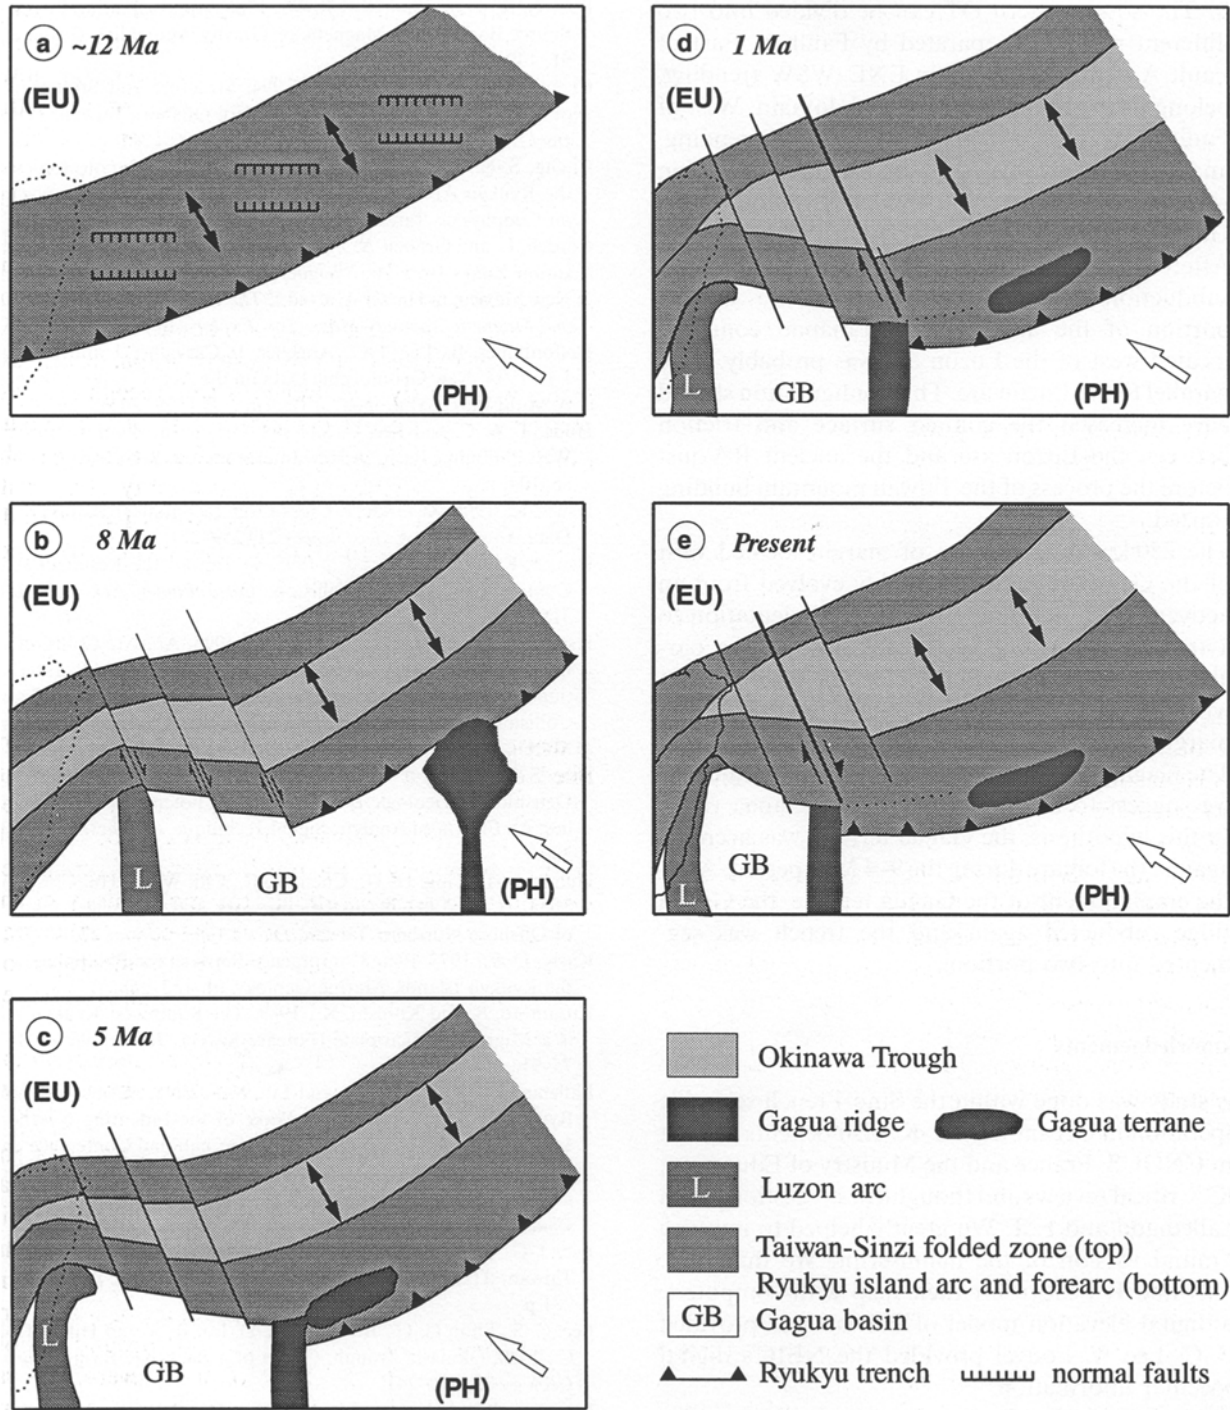 a ~12 Ma
(EU)
(PH)
b 8 Ma
(EU)
L
GB
(PH)
c 5 Ma
(EU)
L
GB
(PH)
d 1 Ma
(EU)
L
GB
(PH)
e Present
(EU)
L
GB
(PH)
Okinawa Trough
Gagua ridge Gagua terrane
L Luzon arc
Taiwan-Sinzi folded zone (top)
Ryukyu island arc and forearc (bottom)
GB Gagua basin
Ryukyu trench normal faults